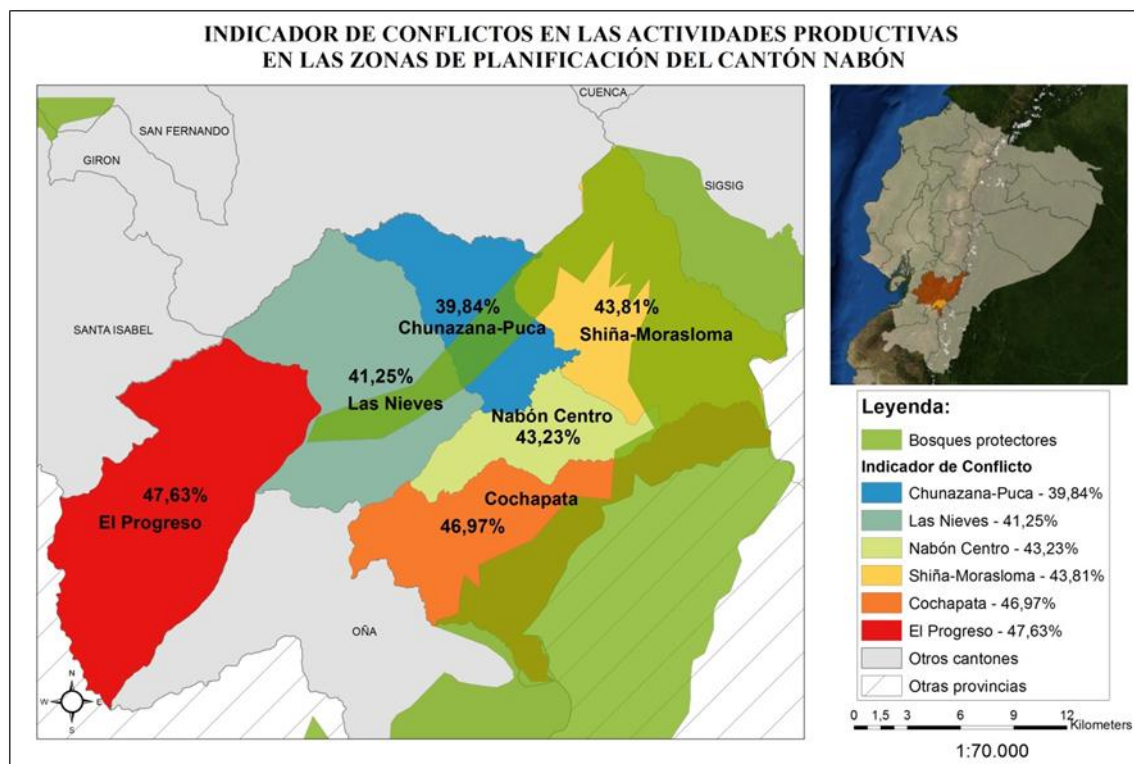 INDICADOR DE CONFLICTOS EN LAS ACTIVIDADES PRODUCTIVAS
EN LAS ZONAS DE PLANIFICACIÓN DEL CANTÓN NABÓN
CUENCA
SAN FERNANDO
GIRON
SIGSIG
SANTA ISABEL
39,84%
Chunazana-Puca
43,81%
Shiña-Morasloma
41,25%
Las Nieves
Nabón Centro
43,23%
47,63%
El Progreso
Cochapata
46,97%
OÑA
N
W E
S
Leyenda:
Bosques protectores
Indicador de Conflicto
Chunazana-Puca - 39,84%
Las Nieves - 41,25%
Nabón Centro - 43,23%
Shiña-Morasloma - 43,81%
Cochapata - 46,97%
El Progreso - 47,63%
Otros cantones
Otras provincias
0 1,5 3 6 9 12
Kilometers
1:70.000